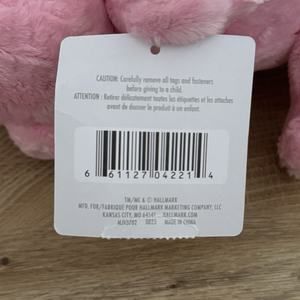 CAUTION: Carefully remove all tags and fasteners
before giving to a child.
ATTENTION : Retirer délicatement toutes les étiquettes et les attaches
avant de donner le produit à un enfant.
6 61127 04221 4
TM/MC & © HALLMARK
MFD. FOR/FABRIQUÉ POUR HALLMARK MARKETING COMPANY, LLC
KANSAS CITY, MO 64141 HALLMARK.COM
MADE IN CHINA